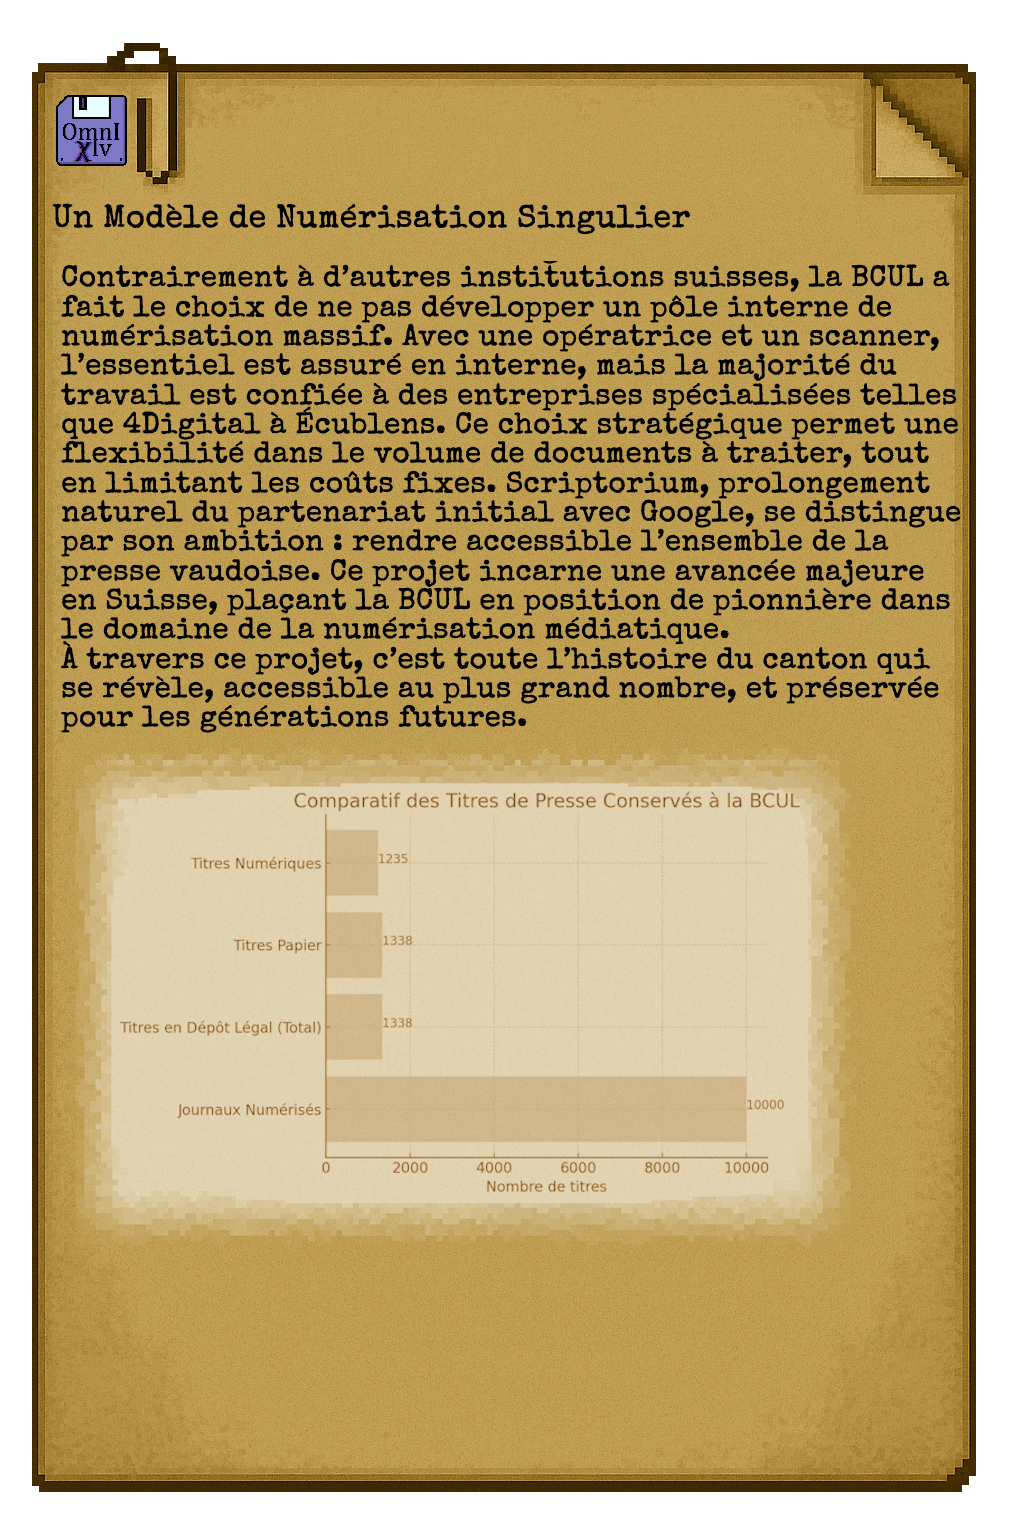 OmnI
χIv
Un Modèle de Numérisation Singulier
Contrairement à d'autres institutions suisses, la BCUL a
fait le choix de ne pas développer un pôle interne de
numérisation massif. Avec une opératrice et un scanner,
l'essentiel est assuré en interne, mais la majorité du
travail est confiée à des entreprises spécialisées telles
que 4Digital à Écublens. Ce choix stratégique permet une
flexibilité dans le volume de documents à traiter, tout
en limitant les coûts fixes. Scriptorium, prolongement
naturel du partenariat initial avec Google, se distingue
par son ambition : rendre accessible l'ensemble de la
presse vaudoise. Ce projet incarne une avancée majeure
en Suisse, plaçant la BCUL en position de pionnière dans
le domaine de la numérisation médiatique.
À travers ce projet, c'est toute l'histoire du canton qui
se révèle, accessible au plus grand nombre, et préservée
pour les générations futures.
Comparatif des Titres de Presse Conservés à la BCUL
Titres Numériques 1235
Titres Papier 1338
Titres en Dépôt Légal (Total) 1338
Journaux Numérisés 10000
0 2000 4000 6000 8000 10000
Nombre de titres